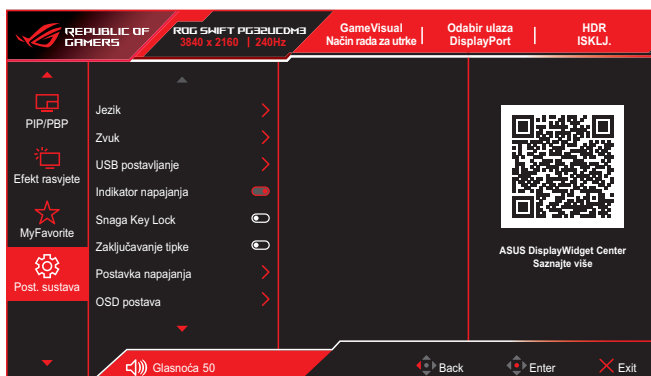 REPUBLIC OF
GAMERS
ROG SWIFT PG32UCDM3
3840 x 2160 | 240Hz
GameVisual
Način rada za utrke
Odabir ulaza
DisplayPort
HDR
ISKLJ.
PIP/PBP
Efekt rasvjete
MyFavorite
Post. sustava
Jezik
Zvuk
USB postavljanje
Indikator napajanja
Snaga Key Lock
Zaključavanje tipke
Postavka napajanja
OSD postava
ASUS DisplayWidget Center
Saznajte više
Glasnoća 50
Back
Enter
Exit